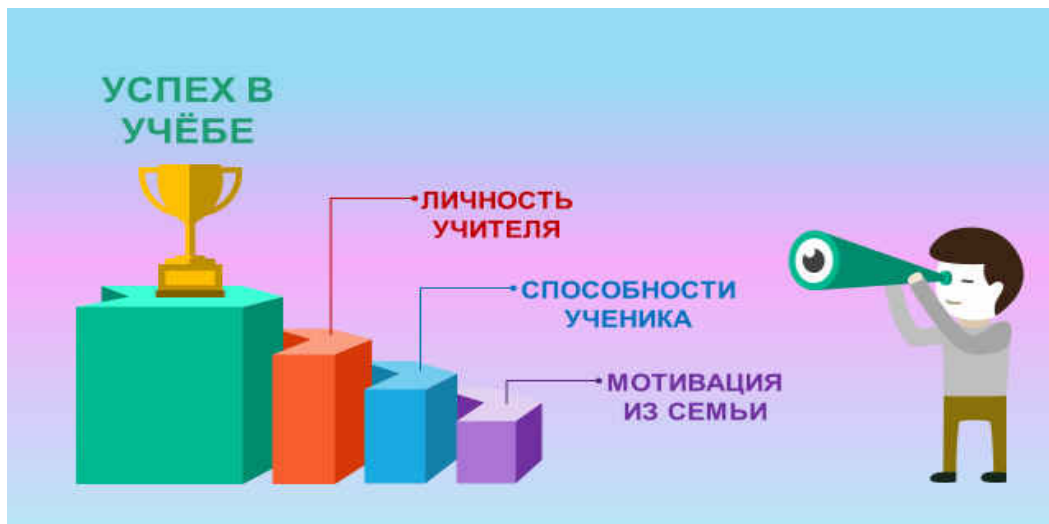 УСПЕХ В
УЧЁБЕ
ЛИЧНОСТЬ
УЧИТЕЛЯ
СПОСОБНОСТИ
УЧЕНИКА
МОТИВАЦИЯ
ИЗ СЕМЬИ